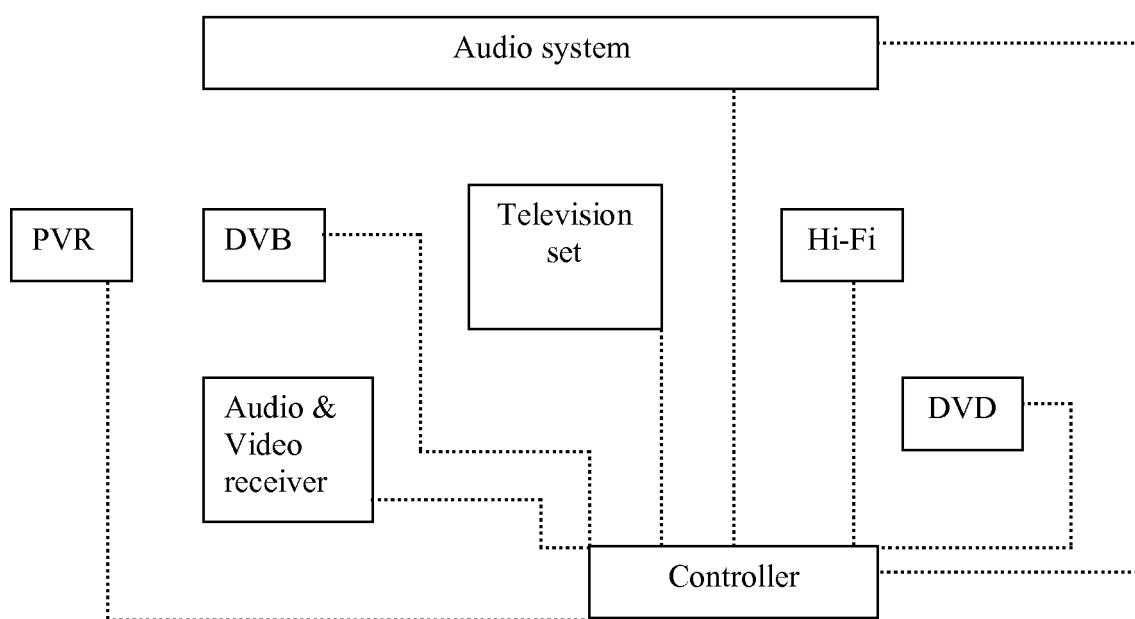 Audio system
PVR
DVB
Television
set
Hi-Fi
Audio &
Video
receiver
DVD
Controller